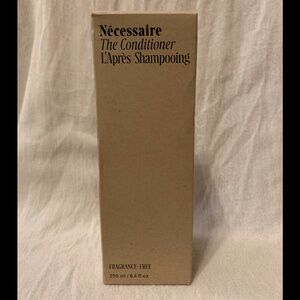 Nécessaire
The Conditioner
L'Après Shampooing
FRAGRANCE-FREE
250 ml / 8.4 fl oz